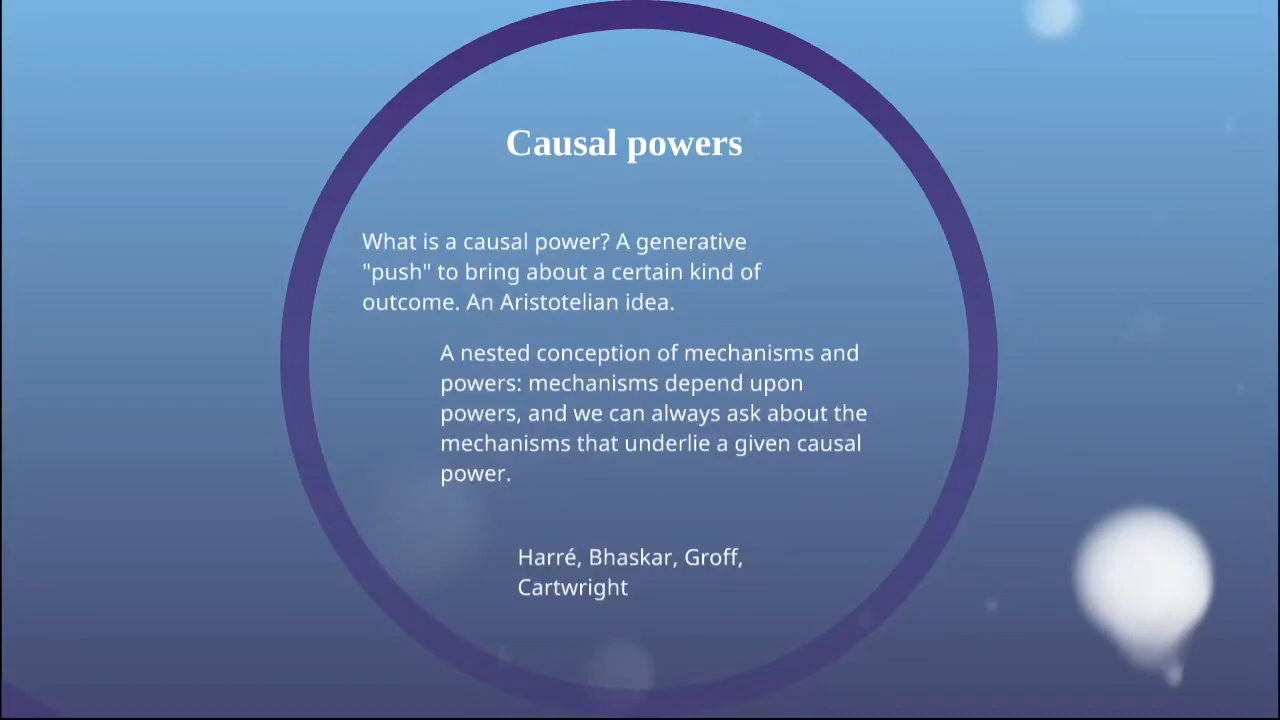 Causal powers
What is a causal power? A generative
"push" to bring about a certain kind of
outcome. An Aristotelian idea.
A nested conception of mechanisms and
powers: mechanisms depend upon
powers, and we can always ask about the
mechanisms that underlie a given causal
power.
Harré, Bhaskar, Groff,
Cartwright